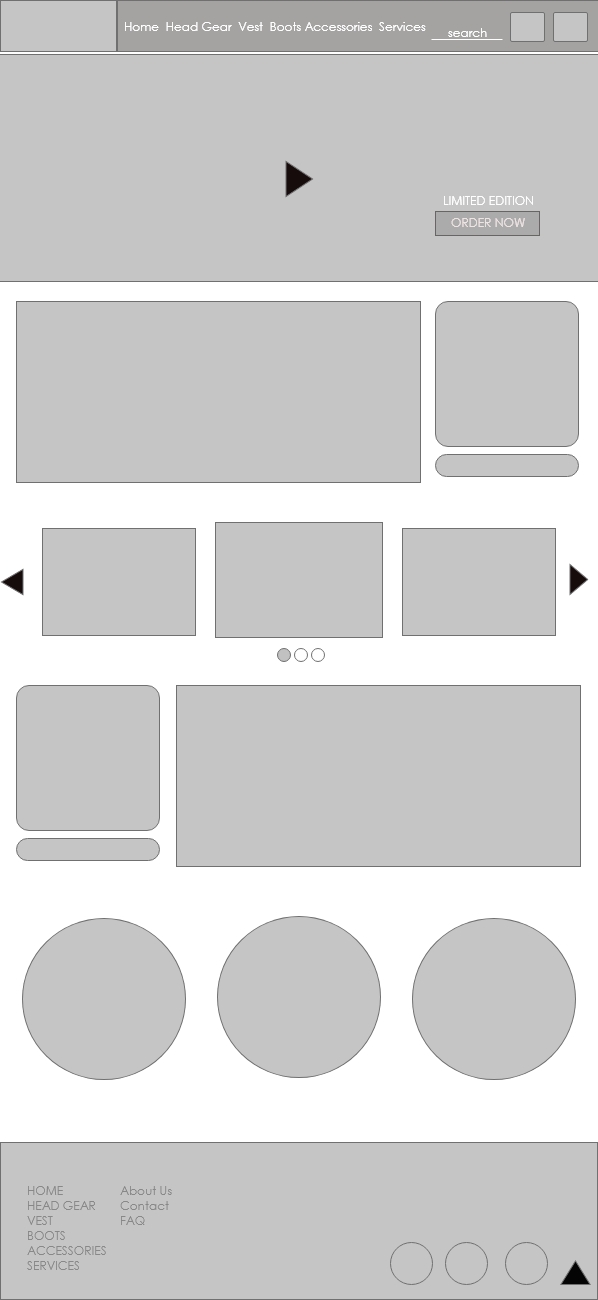 Home Head Gear Vest Boots Accessories Services search
LIMITED EDITION
ORDER NOW
HOME
HEAD GEAR
VEST
BOOTS
ACCESSORIES
SERVICES
About Us
Contact
FAQ